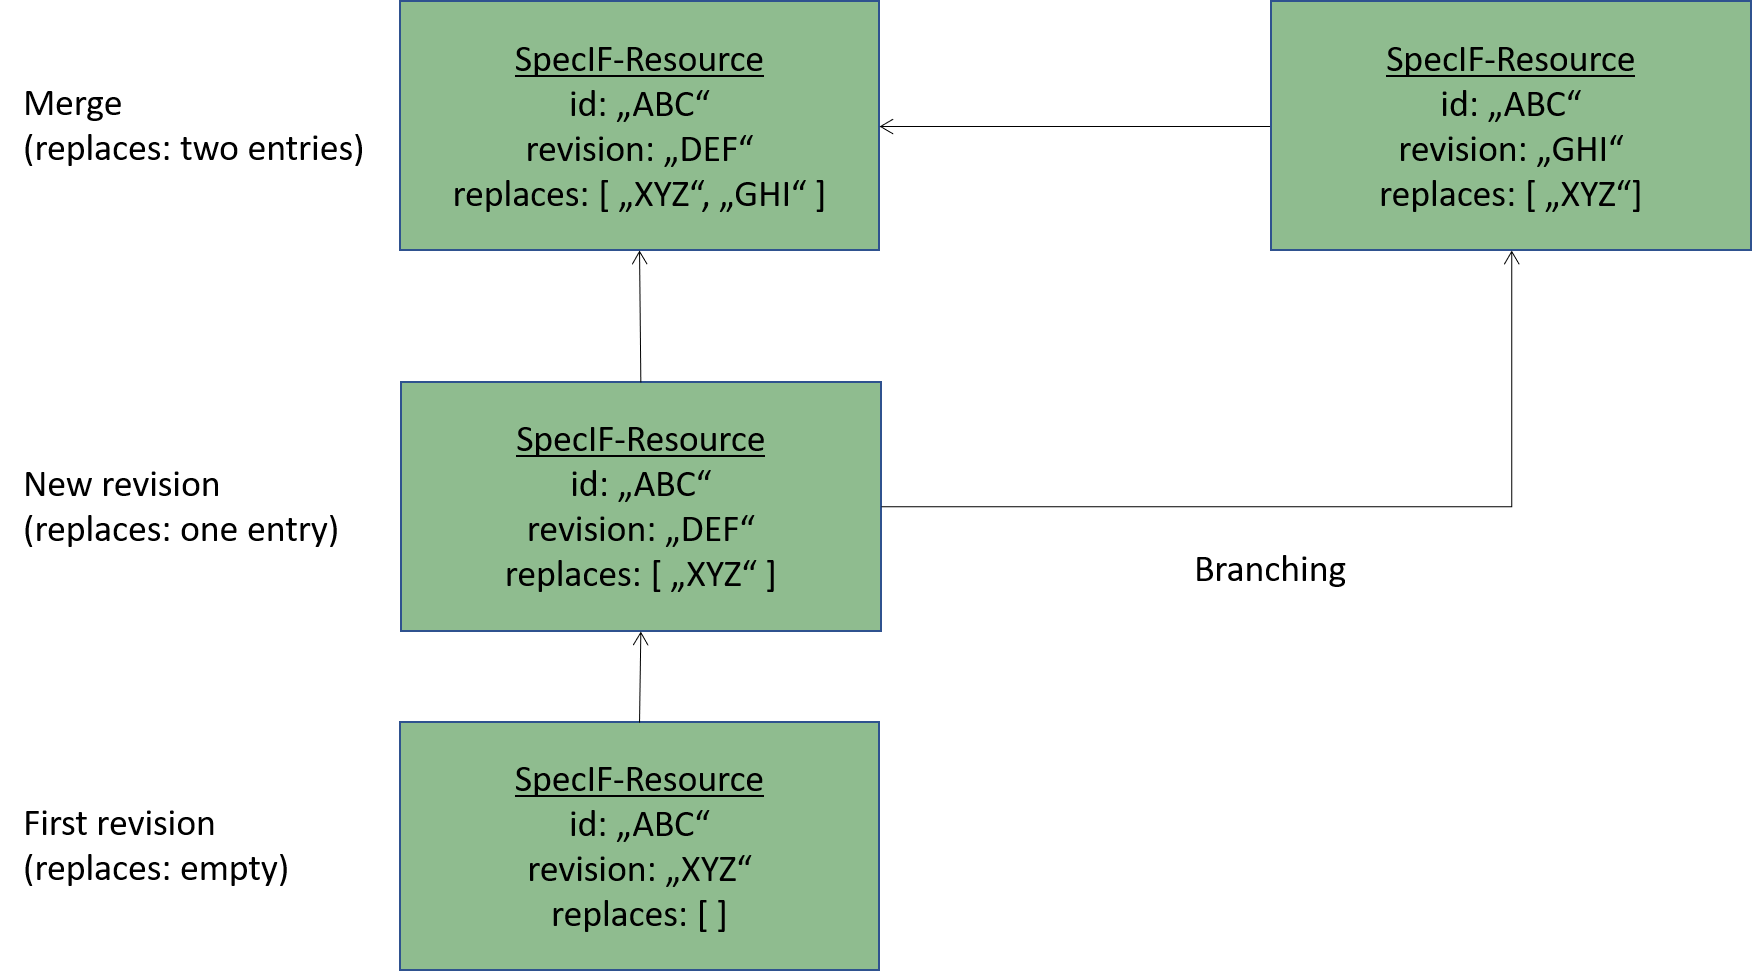 Merge
(replaces: two entries)
SpecIF-Resource
id: „ABC“
revision: „DEF“
replaces: [ „XYZ“, „GHI“ ]
SpecIF-Resource
id: „ABC“
revision: „GHI“
replaces: [ „XYZ“]
New revision
(replaces: one entry)
SpecIF-Resource
id: „ABC“
revision: „DEF“
replaces: [ „XYZ“ ]
Branching
First revision
(replaces: empty)
SpecIF-Resource
id: „ABC“
revision: „XYZ“
replaces: [ ]